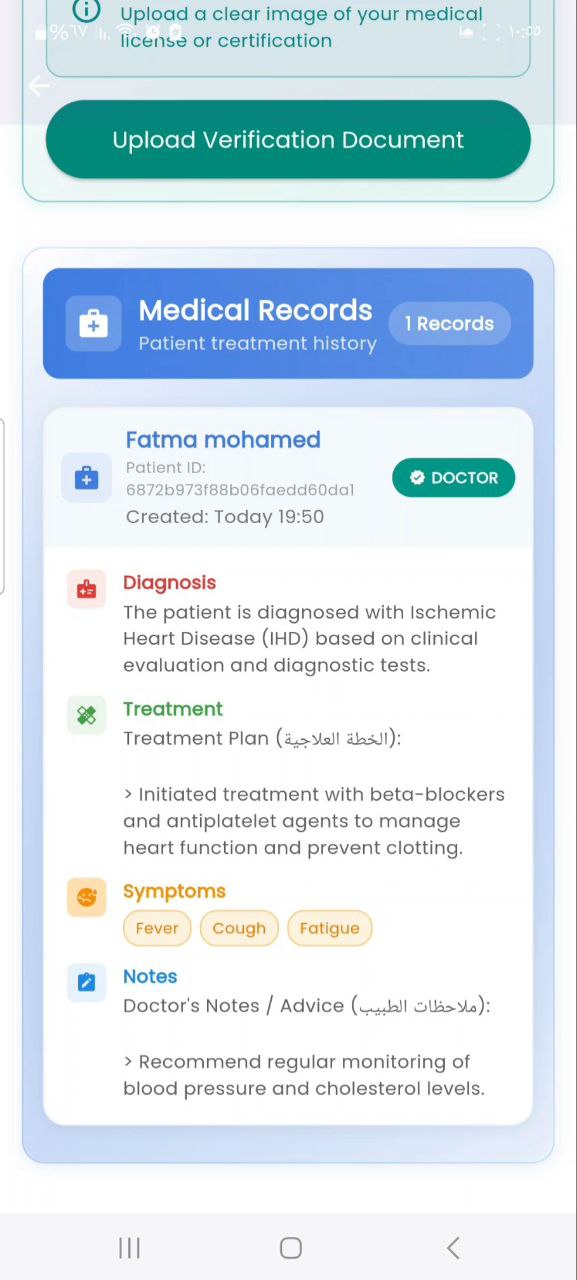 Upload a clear image of your medical
license or certification
%٦٧
١٠:٥٥
Upload Verification Document
Medical Records
Patient treatment history
1 Records
Fatma mohamed
Patient ID:
6872b973f88b06faedd60da1
Created: Today 19:50
DOCTOR
Diagnosis
The patient is diagnosed with Ischemic
Heart Disease (IHD) based on clinical
evaluation and diagnostic tests.
Treatment
Treatment Plan (الخطة العلاجية):
> Initiated treatment with beta-blockers
and antiplatelet agents to manage
heart function and prevent clotting.
Symptoms
Fever
Cough
Fatigue
Notes
Doctor's Notes / Advice (ملاحظات الطبيب):
> Recommend regular monitoring of
blood pressure and cholesterol levels.